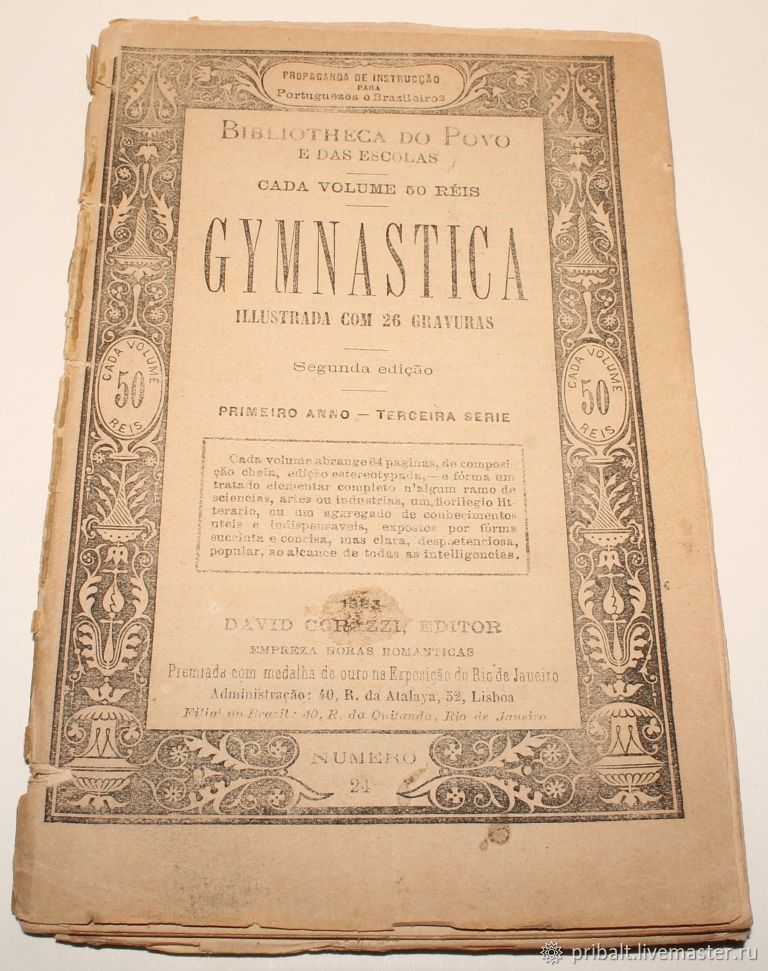 PROPAGANDA DE INSTRUCÇÃO
PARA
Portuguezes e Brazileiros
BIBLIOTHECA DO POVO
E DAS ESCOLAS
CADA VOLUME 50 RÉIS
GYMNASTICA
ILLUSTRADA COM 26 GRAVURAS
Segunda edição
PRIMEIRO ANNO — TERCEIRA SERIE
CADA VOLUME
50
REIS
CADA VOLUME
50
REIS
Cada volume abrange 64 paginas, de composi-
ção cheia, edição estereotypada, — e fórma um
tratado elementar completo n'algum ramo de
sciencias, artes ou industrias, um florilegio lit-
terario, ou um aggregado de conhecimentos
uteis e indispensaveis, expostos por fórma
succinta e concisa, mas clara, despretenciosa,
popular, ao alcance de todas as intelligencias.
1883
DAVID CORAZZI, EDITOR
EMPREZA HORAS ROMANTICAS
Premiada com medalha de ouro na Exposição do Rio de Janeiro
Administração: 40, R. da Atalaya, 52, Lisboa
Filial no Brazil: 40, R. da Quitanda, Rio de Janeiro
NUMERO
24
pribalt.livemaster.ru